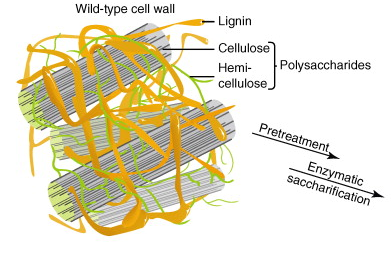 Wild-type cell wall
Lignin
Cellulose
Hemi-
cellulose
Polysaccharides
Pretreatment
Enzymatic
saccharification